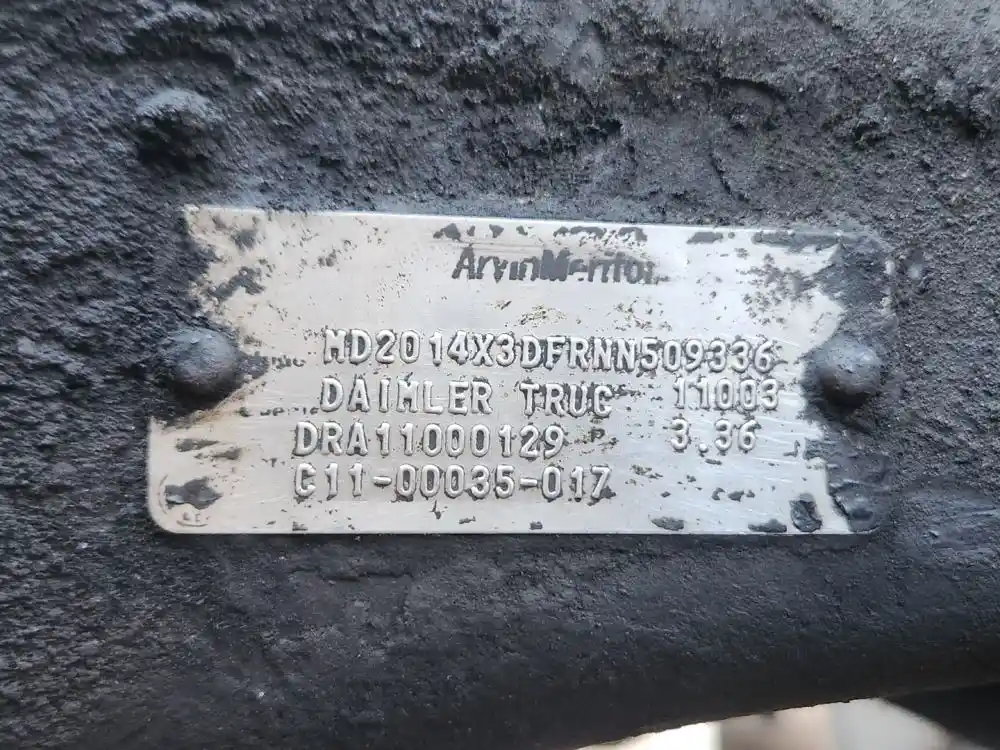 ArvinMeritor
MD2014X3DFRNN509336
DAIMLER TRUC 11003
DRA11000129 3.36
C11-00035-017